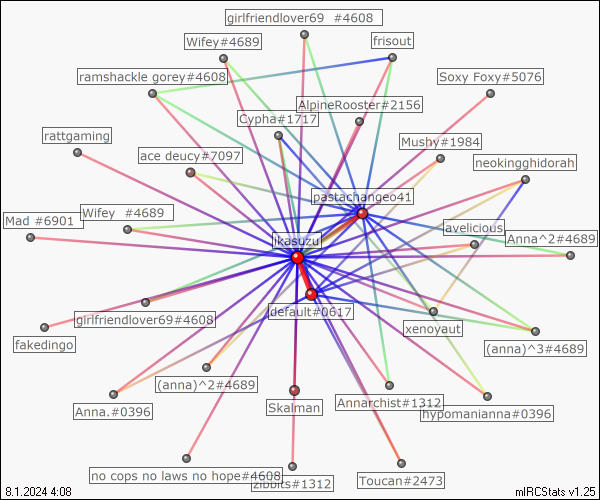 girlfriendlover69 #4608
Wifey#4689
frisout
ramshackle gorey#4608
Soxy Foxy#5076
AlpineRooster#2156
Cypha#1717
rattgaming
Mushy#1984
ace deucy#7097
neokingghidorah
pastachangeo41
Mad #6901
Wifey #4689
avelicious
jikasuzu
Anna^2#4689
default#0617
girlfriendlover69#4608
xenoyaut
fakedingo
(anna)^3#4689
(anna)^2#4689
Anna.#0396
Skalman
Annarchist#1312
hypomanianna#0396
no cops no laws no hope#4608
zibbits#1312
Toucan#2473
8.1.2024 4:08
mIRCStats v1.25